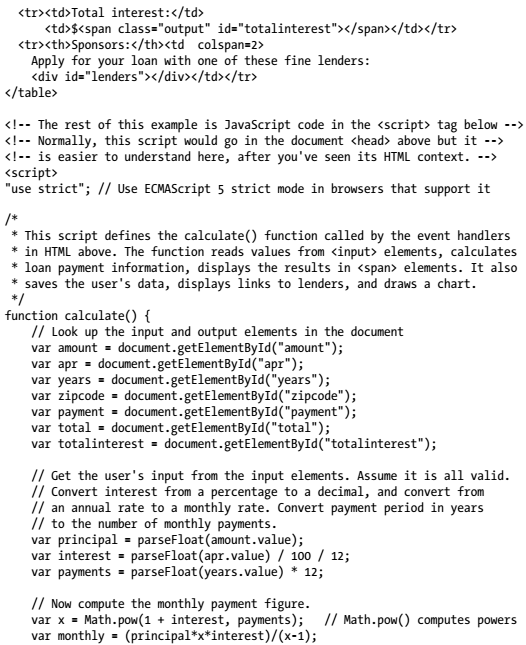 <tr><td>Total interest:</td>
<td>$<span class="output" id="totalinterest"></span></td></tr>
<tr><th>Sponsors:</th><td  colspan=2>
Apply for your loan with one of these fine lenders:
<div id="lenders"></div></td></tr>
</table>

<!-- The rest of this example is JavaScript code in the <script> tag below -->
<!-- Normally, this script would go in the document <head> above but it -->
<!-- is easier to understand here, after you've seen its HTML context. -->
<script>
"use strict"; // Use ECMAScript 5 strict mode in browsers that support it

/*
 * This script defines the calculate() function called by the event handlers
 * in HTML above. The function reads values from <input> elements, calculates
 * loan payment information, displays the results in <span> elements. It also
 * saves the user's data, displays links to lenders, and draws a chart.
 */
function calculate() {
    // Look up the input and output elements in the document
    var amount = document.getElementById("amount");
    var apr = document.getElementById("apr");
    var years = document.getElementById("years");
    var zipcode = document.getElementById("zipcode");
    var payment = document.getElementById("payment");
    var total = document.getElementById("total");
    var totalinterest = document.getElementById("totalinterest");

    // Get the user's input from the input elements. Assume it is all valid.
    // Convert interest from a percentage to a decimal, and convert from
    // an annual rate to a monthly rate. Convert payment period in years
    // to the number of monthly payments.
    var principal = parseFloat(amount.value);
    var interest = parseFloat(apr.value) / 100 / 12;
    var payments = parseFloat(years.value) * 12;

    // Now compute the monthly payment figure.
    var x = Math.pow(1 + interest, payments);   // Math.pow() computes powers
    var monthly = (principal*x*interest)/(x-1);